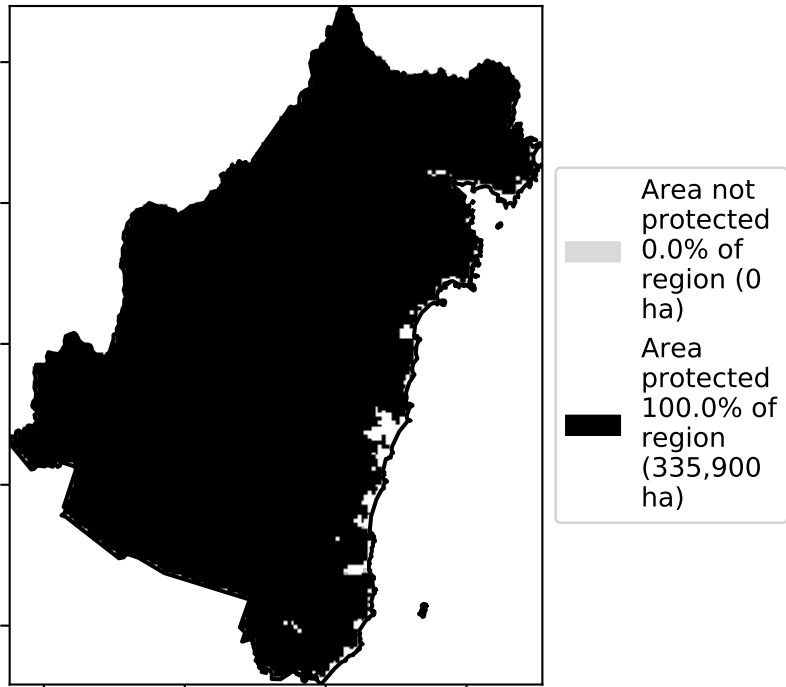 Area not
protected
0.0% of
region (0
ha)
Area
protected
100.0% of
region
(335,900
ha)